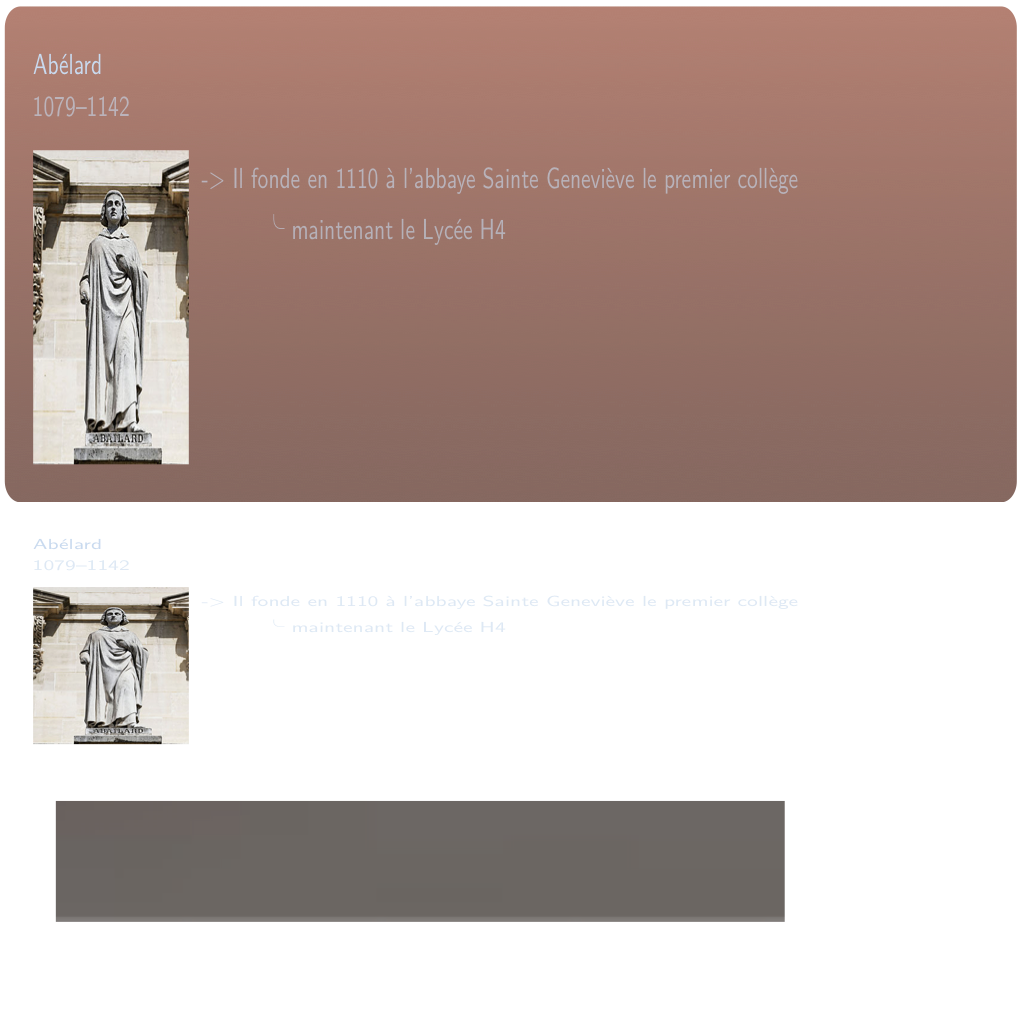 Abélard
1079–1142
-> Il fonde en 1110 à l'abbaye Sainte Geneviève le premier collège
╰ maintenant le Lycée H4
ABAILARD
Abélard
1079–1142
-> Il fonde en 1110 à l'abbaye Sainte Geneviève le premier collège
╰ maintenant le Lycée H4
ABAILARD